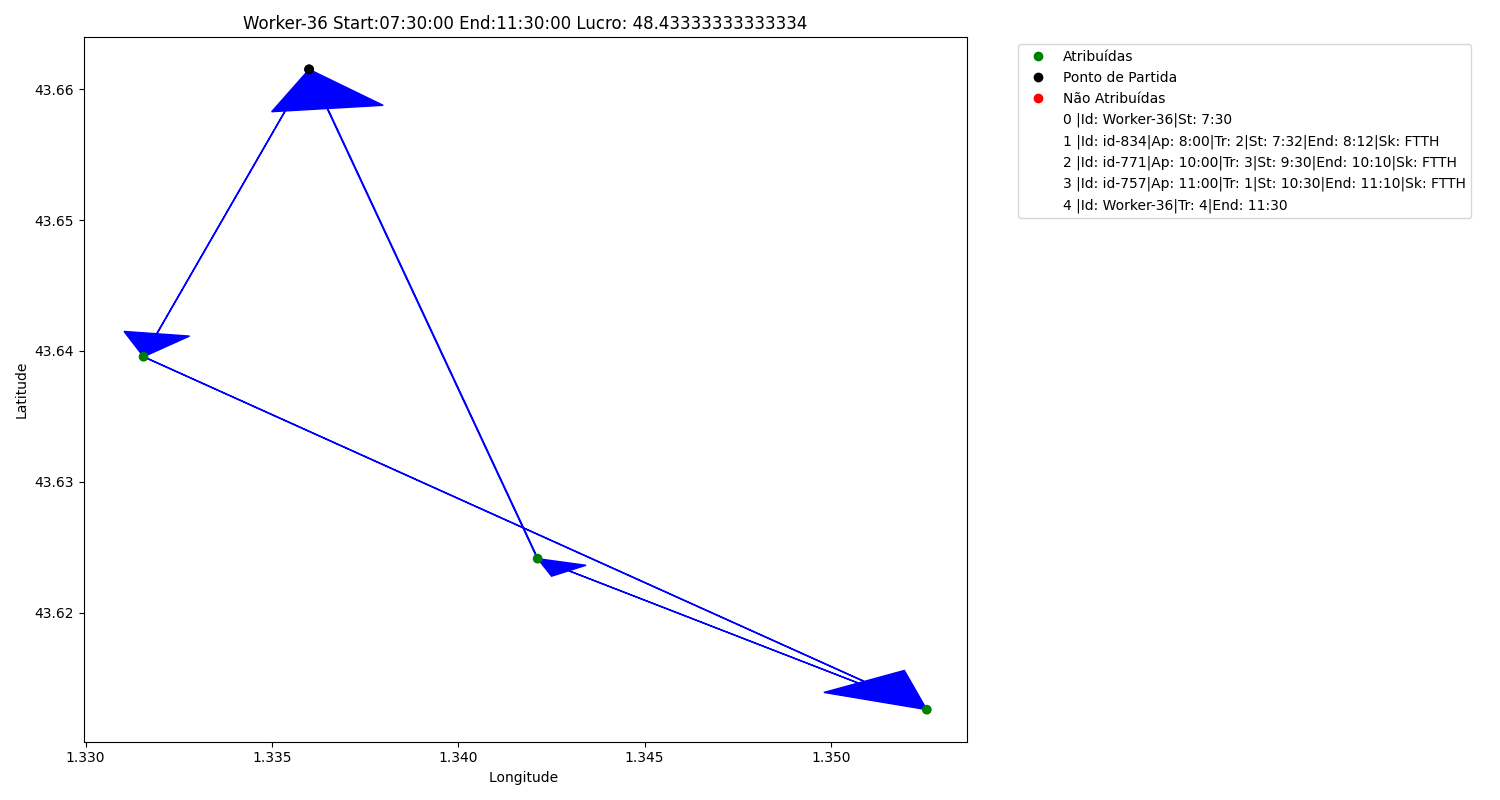 Worker-36 Start:07:30:00 End:11:30:00 Lucro: 48.43333333333334
Atribuídas
Ponto de Partida
Não Atribuídas
0 |Id: Worker-36|St: 7:30
1 |Id: id-834|Ap: 8:00|Tr: 2|St: 7:32|End: 8:12|Sk: FTTH
2 |Id: id-771|Ap: 10:00|Tr: 3|St: 9:30|End: 10:10|Sk: FTTH
3 |Id: id-757|Ap: 11:00|Tr: 1|St: 10:30|End: 11:10|Sk: FTTH
4 |Id: Worker-36|Tr: 4|End: 11:30
43.66
43.65
43.64
43.63
43.62
Latitude
1.330 1.335 1.340 1.345 1.350
Longitude